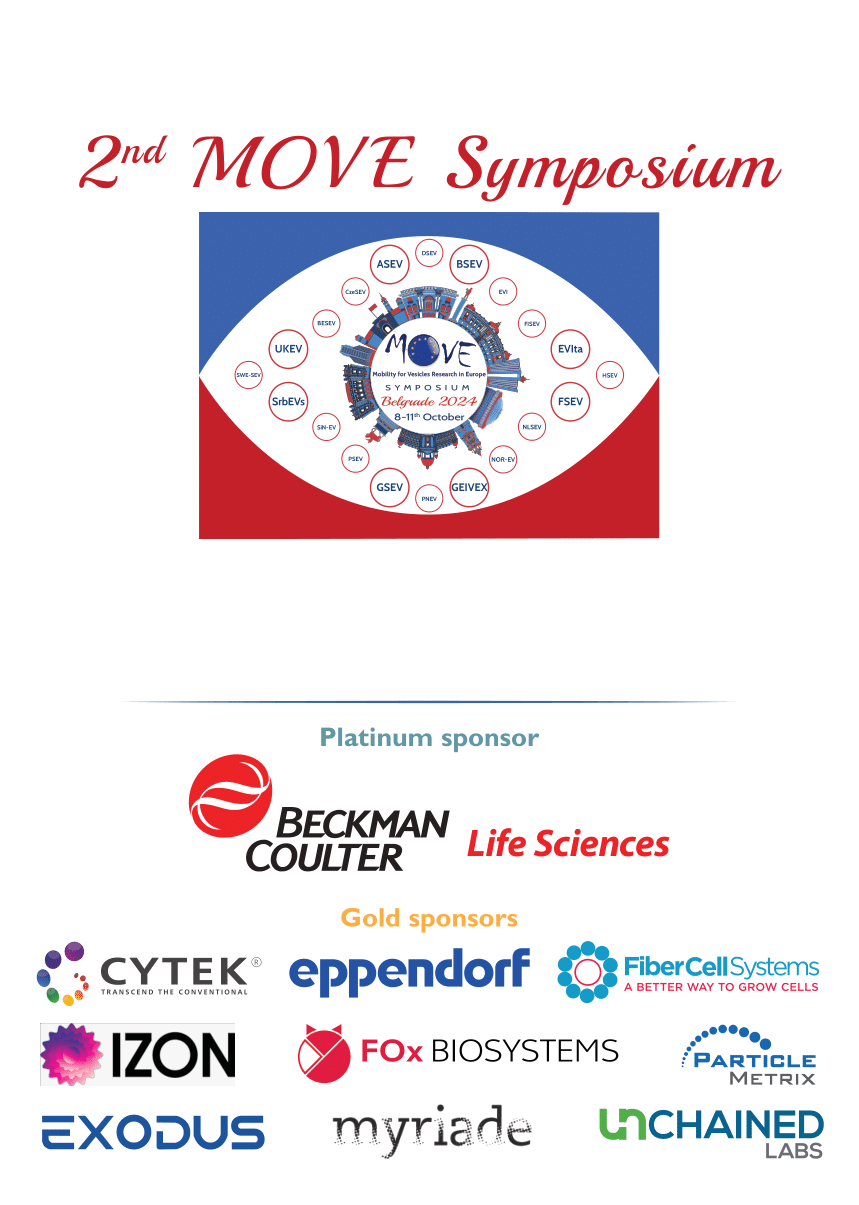 2nd MOVE Symposium
DSEV
ASEV
BSEV
CzeSEV
EVI
BESEV
FISEV
UKEV
EVIta
SWE-SEV
HSEV
SrbEVs
FSEV
SiN-EV
NLSEV
PSEV
NOR-EV
GSEV
GEIVEX
PNEV
MOVE
Mobility for Vesicles Research in Europe
SYMPOSIUM
Belgrade 2024
8-11th October
Platinum sponsor
BECKMAN
COULTER
Life Sciences
Gold sponsors
CYTEK®
TRANSCEND THE CONVENTIONAL
eppendorf
FiberCellSystems
A BETTER WAY TO GROW CELLS
IZON
FOx BIOSYSTEMS
PARTICLE
METRIX
EXODUS
myriade
UNCHAINED
LABS